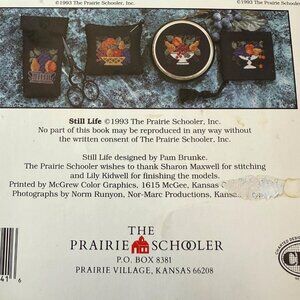 ©1993 The Prairie Schooler, Inc.
©1993 The Prairie Schooler, Inc.
Still Life ©1993 The Prairie Schooler, Inc.
No part of this book may be reproduced in any way without
the written consent of The Prairie Schooler, Inc.
Still Life designed by Pam Brunke.
The Prairie Schooler wishes to thank Sharon Maxwell for stitching
and Lily Kidwell for finishing the models.
Printed by McGrew Color Graphics, 1615 McGee, Kansas
Photographs by Norm Runyon, Nor-Marc Productions, Kansas
THE
PRAIRIE SCHOOLER
P.O. BOX 8381
PRAIRIE VILLAGE, KANSAS 66208
41 6